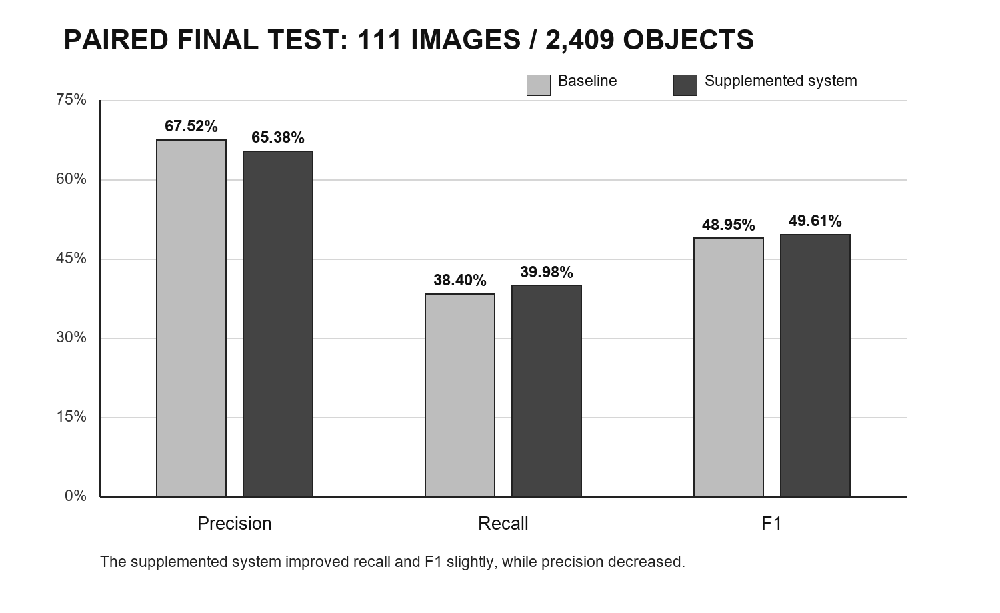 PAIRED FINAL TEST: 111 IMAGES / 2,409 OBJECTS
Baseline
Supplemented system
75%
60%
45%
30%
15%
0%
67.52%
65.38%
38.40%
39.98%
48.95%
49.61%
Precision
Recall
F1
The supplemented system improved recall and F1 slightly, while precision decreased.